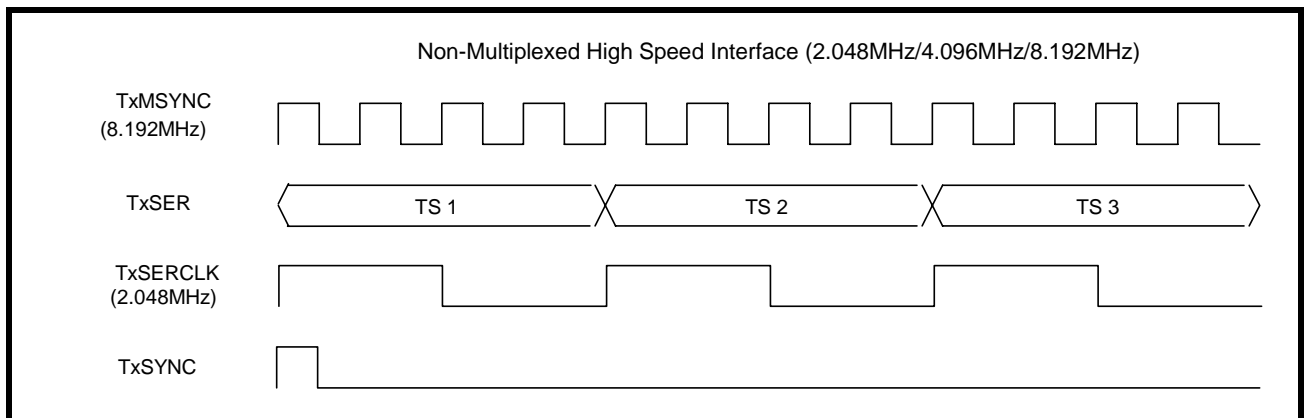 Non-Multiplexed High Speed Interface (2.048MHz/4.096MHz/8.192MHz)
TxMSYNC
(8.192MHz)
TxSER
TS 1
TS 2
TS 3
TxSERCLK
(2.048MHz)
TxSYNC